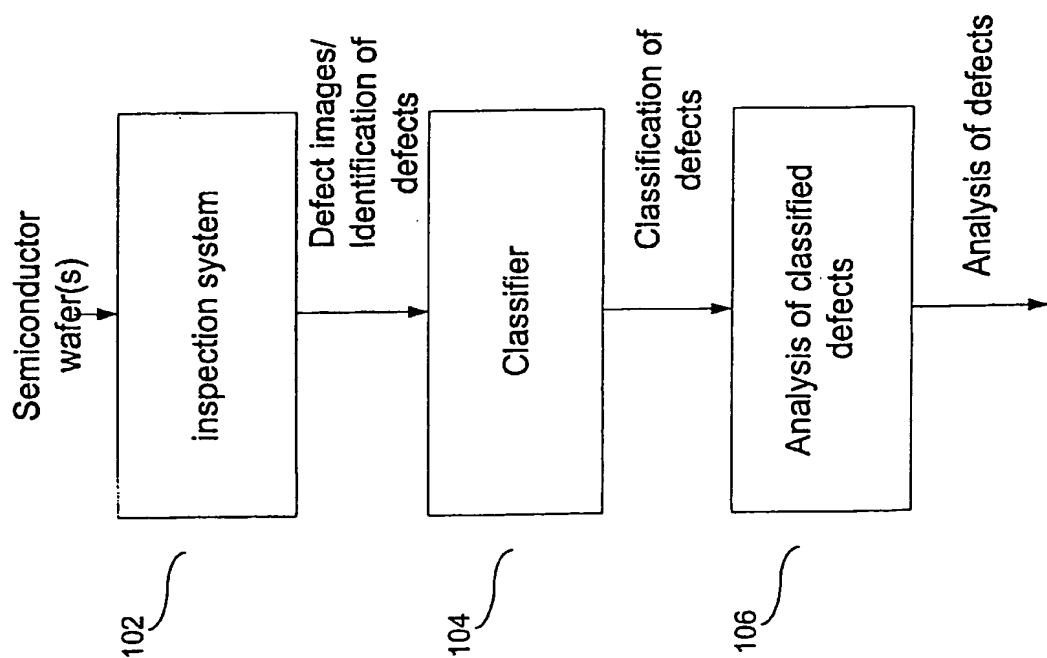 Semiconductor
wafer(s)
102
inspection system
Defect images/
Identification of
defects
104
Classifier
Classification of
defects
106
Analysis of classified
defects
Analysis of defects